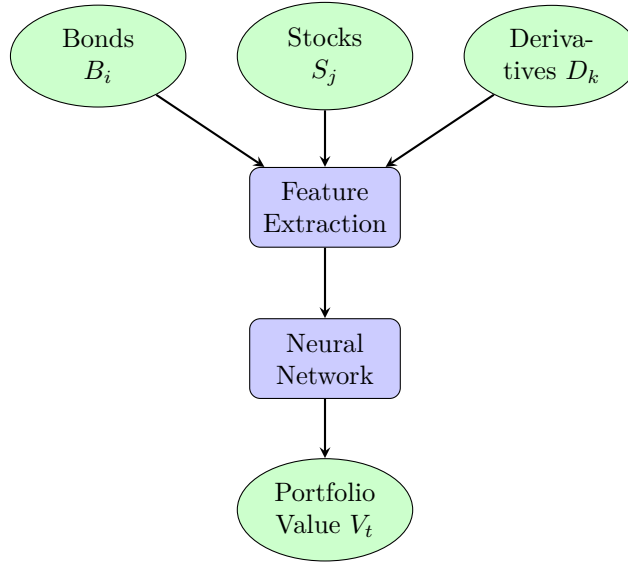 Bonds
$B_i$
Stocks
$S_j$
Deriva-
tives $D_k$
Feature
Extraction
Neural
Network
Portfolio
Value $V_t$